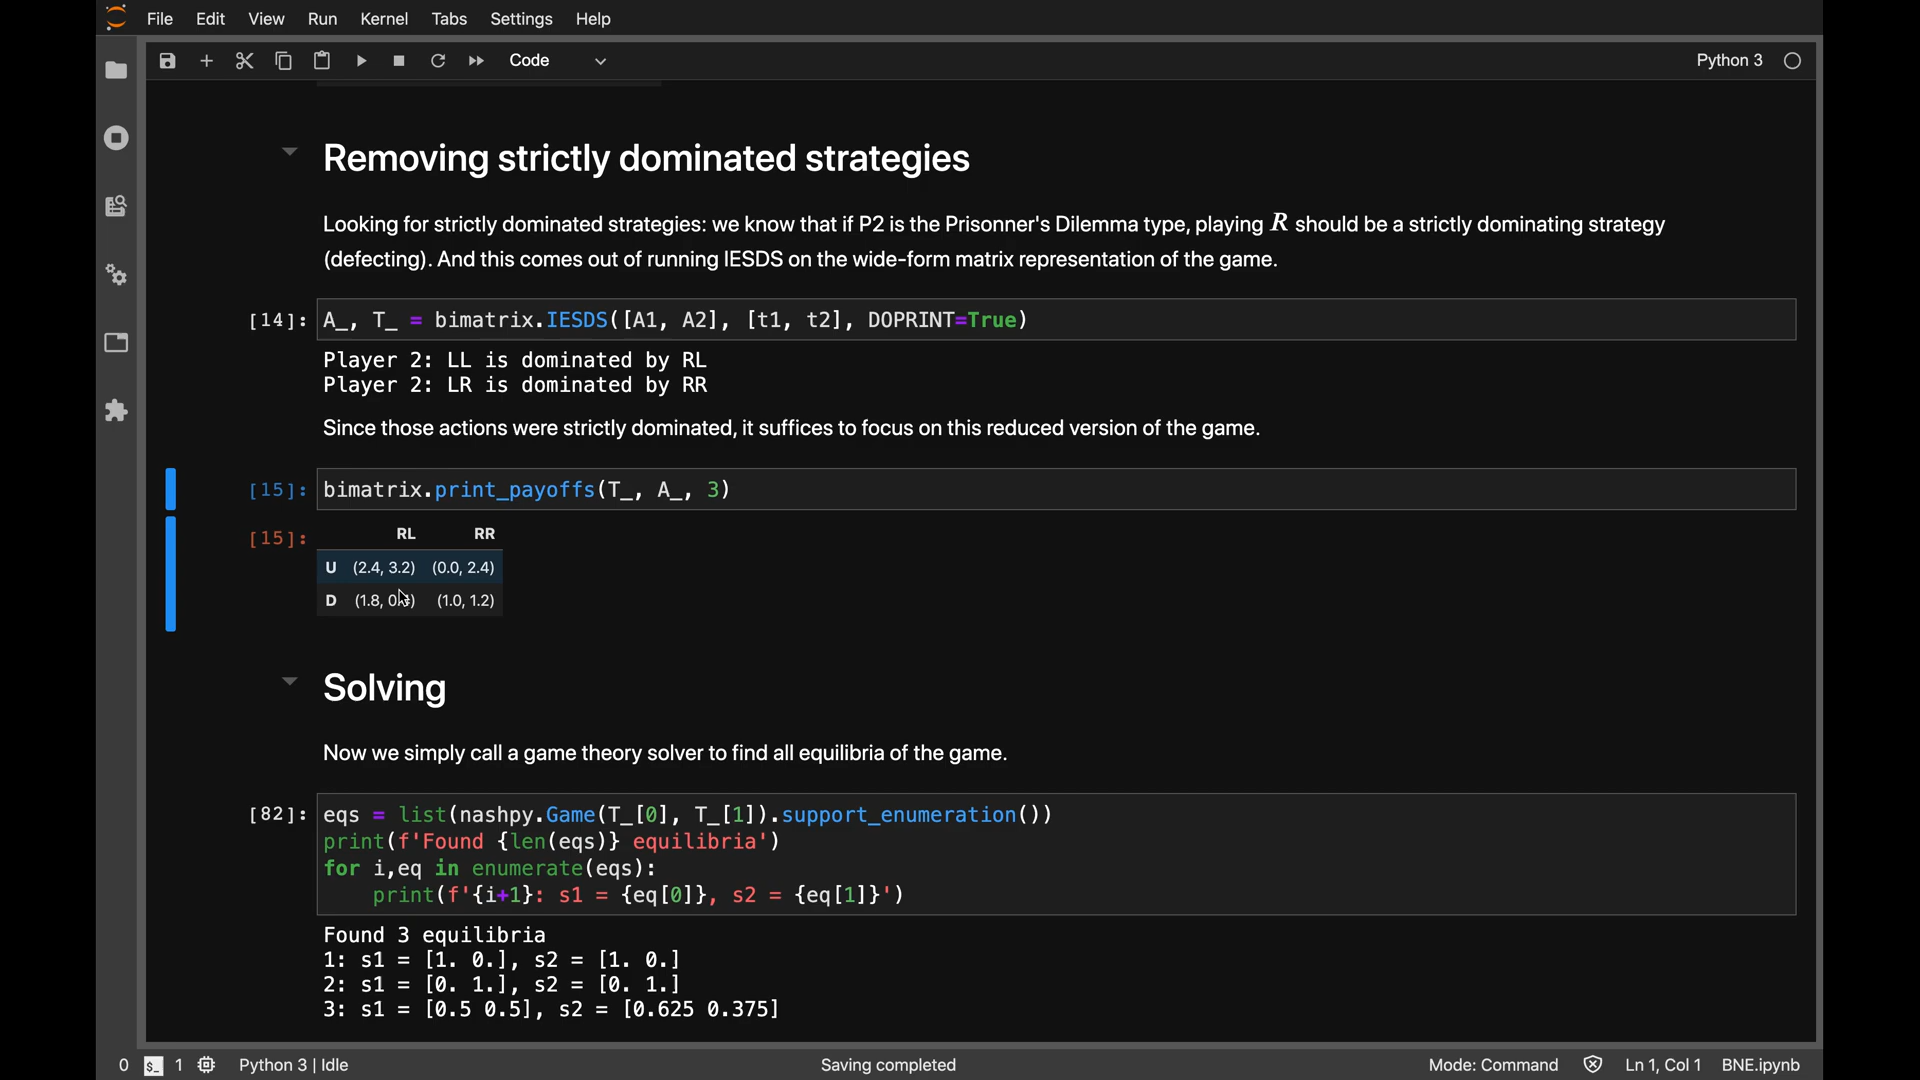 File Edit View Run Kernel Tabs Settings Help
Code
Python 3
Removing strictly dominated strategies
Looking for strictly dominated strategies: we know that if P2 is the Prisonner's Dilemma type, playing R should be a strictly dominating strategy
(defecting). And this comes out of running IESDS on the wide-form matrix representation of the game.
[14]: A_, T_ = bimatrix.IESDS([A1, A2], [t1, t2], DOPRINT=True)
Player 2: LL is dominated by RL
Player 2: LR is dominated by RR
Since those actions were strictly dominated, it suffices to focus on this reduced version of the game.
[15]: bimatrix.print_payoffs(T_, A_, 3)
[15]: RL RR
U (2.4, 3.2) (0.0, 2.4)
D (1.8, (1.0, 1.2)
Solving
Now we simply call a game theory solver to find all equilibria of the game.
[82]: eqs = list(nashpy.Game(T_[0], T_[1]).support_enumeration())
print(f'Found {len(eqs)} equilibria')
for i,eq in enumerate(eqs):
    print(f'{i+1}: s1 = {eq[0]}, s2 = {eq[1]}')
Found 3 equilibria
1: s1 = [1. 0.], s2 = [1. 0.]
2: s1 = [0. 1.], s2 = [0. 1.]
3: s1 = [0.5 0.5], s2 = [0.625 0.375]
0 $_ 1 Python 3 | Idle Saving completed Mode: Command Ln 1, Col 1 BNE.ipynb